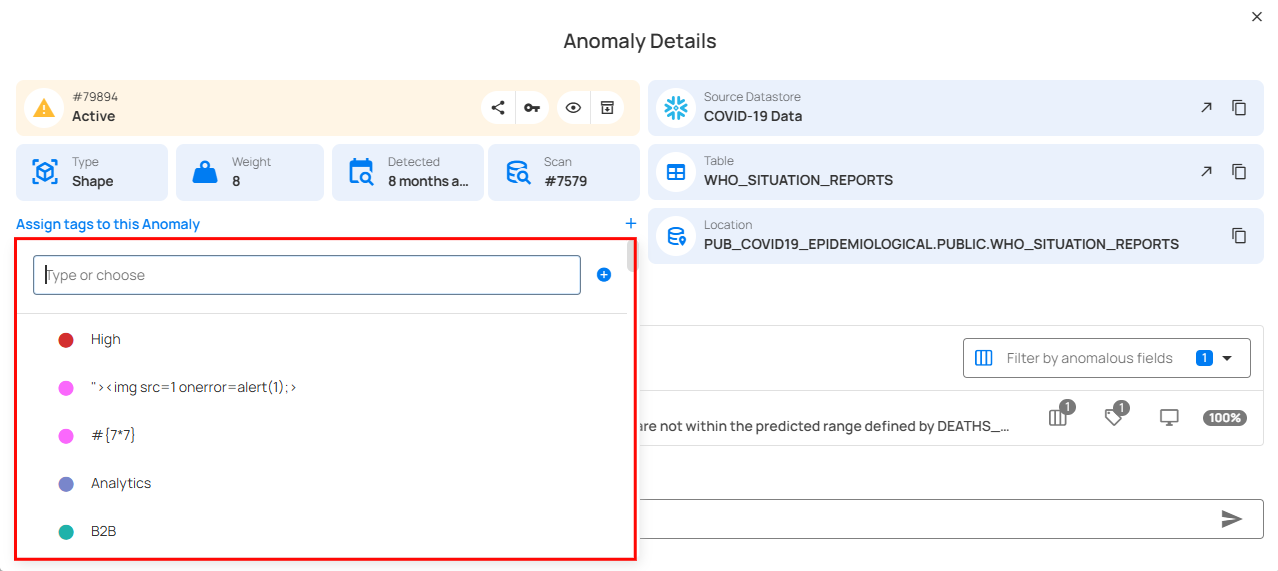 Anomaly Details
#79894
Active
Type
Shape
Weight
8
Detected
8 months a...
Scan
#7579
Source Datastore
COVID-19 Data
Table
WHO_SITUATION_REPORTS
Location
PUB_COVID19_EPIDEMIOLOGICAL.PUBLIC.WHO_SITUATION_REPORTS
Assign tags to this Anomaly
Type or choose
High
"><img src=1 onerror=alert(1);>
#{7*7}
Analytics
B2B
Filter by anomalous fields
1
are not within the predicted range defined by DEATHS_...
1
1
100%